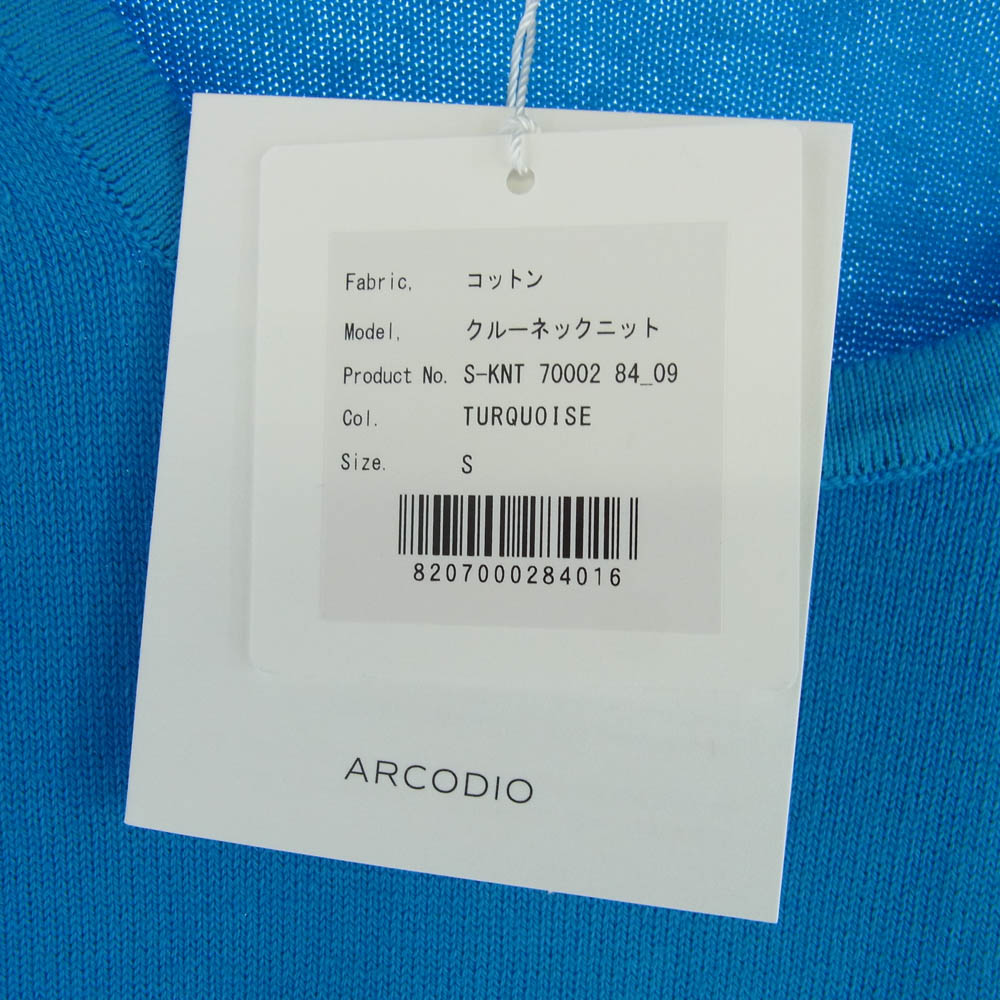 Fabric, コットン
Model, クルーネックニット
Product No. S-KNT 70002 84_09
Col. TURQUOISE
Size. S
8207000284016
ARCODIO